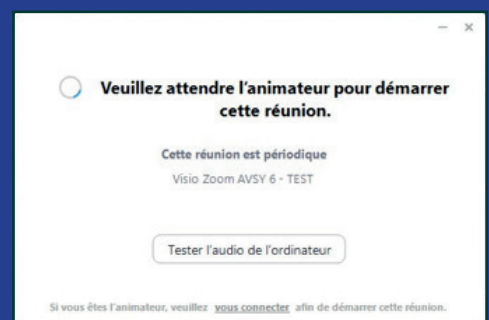 Veuillez attendre l'animateur pour démarrer
cette réunion.
Cette réunion est périodique
Visio Zoom AVSY 6 - TEST
Tester l'audio de l'ordinateur
Si vous êtes l'animateur, veuillez vous connecter afin de démarrer cette réunion.